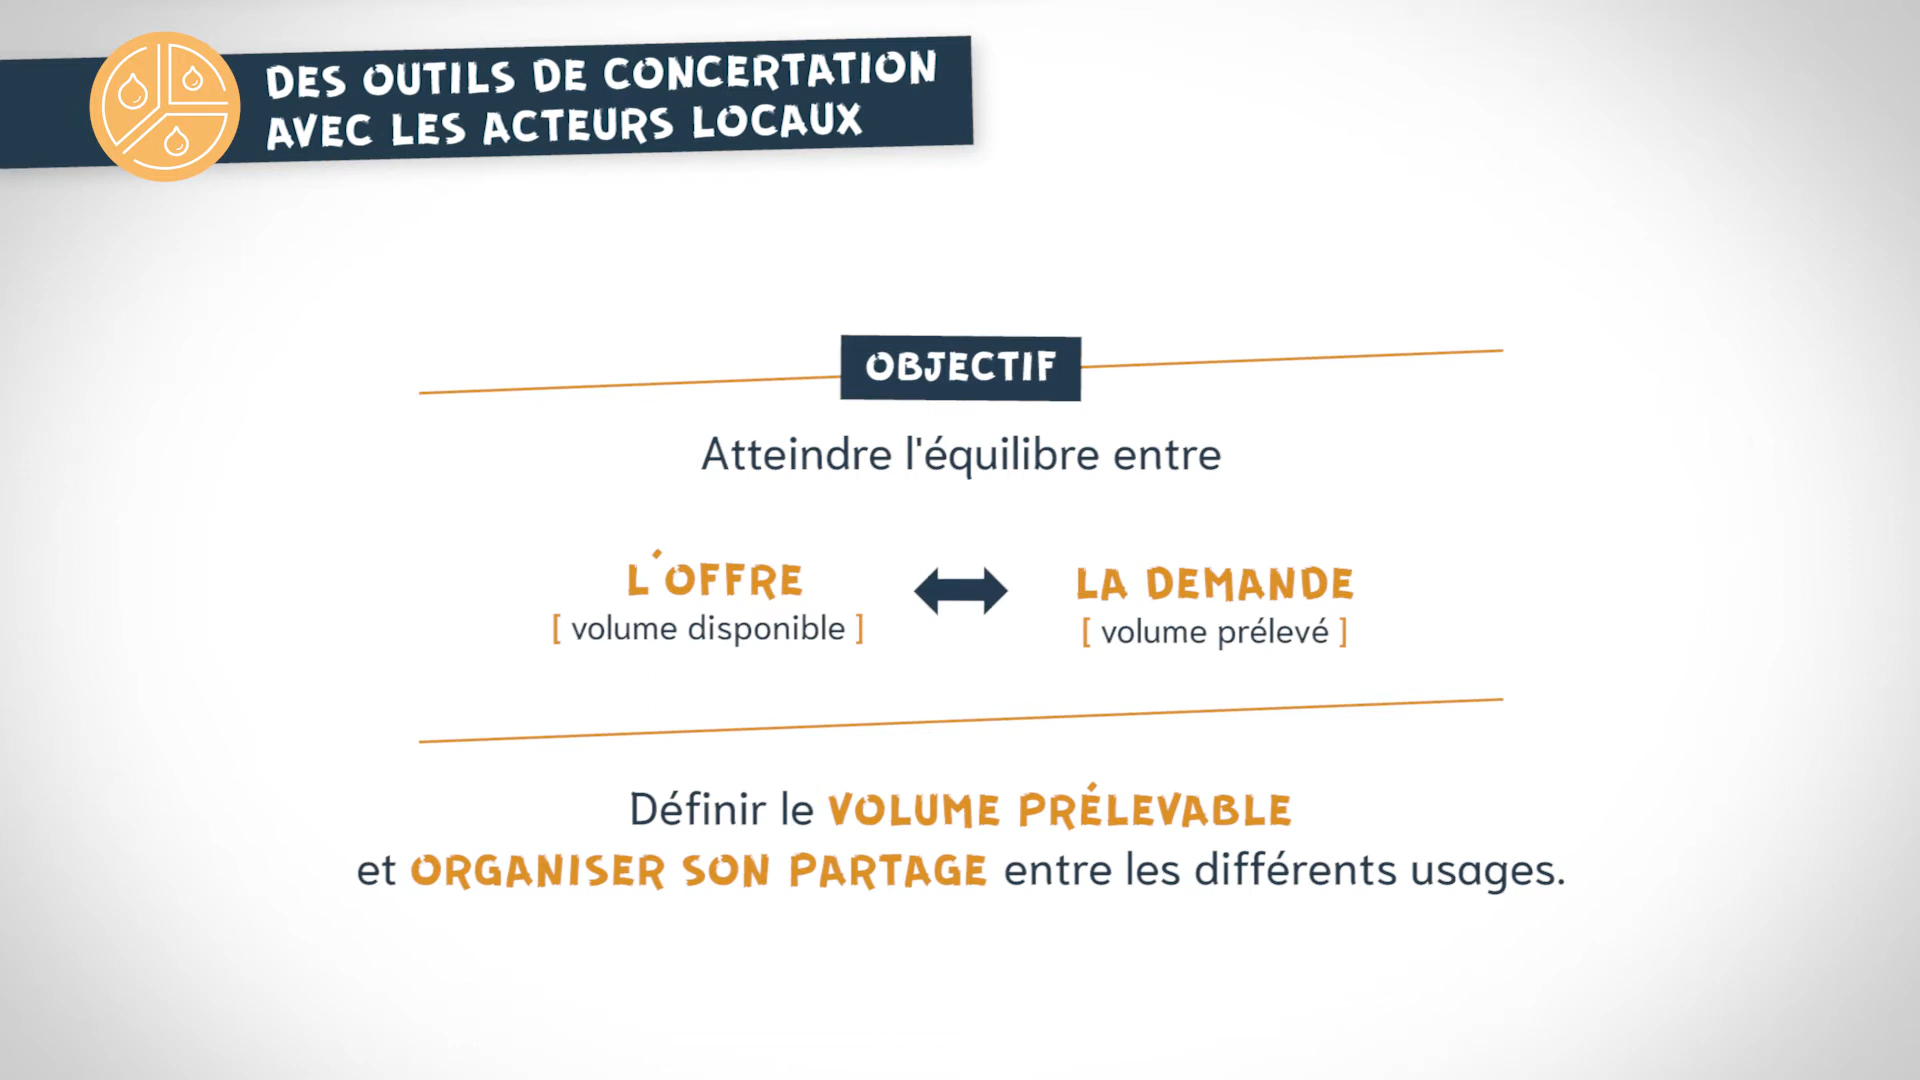 DES OUTILS DE CONCERTATION
AVEC LES ACTEURS LOCAUX
OBJECTIF
Atteindre l'équilibre entre
L'OFFRE
[ volume disponible ]
LA DEMANDE
[ volume prélevé ]
Définir le VOLUME PRÉLEVABLE
et ORGANISER SON PARTAGE entre les différents usages.